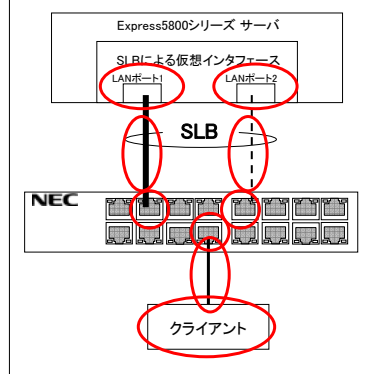 Express5800シリーズ サーバ
SLBによる仮想インタフェース
LANポート1
LANポート2
SLB
NEC
クライアント